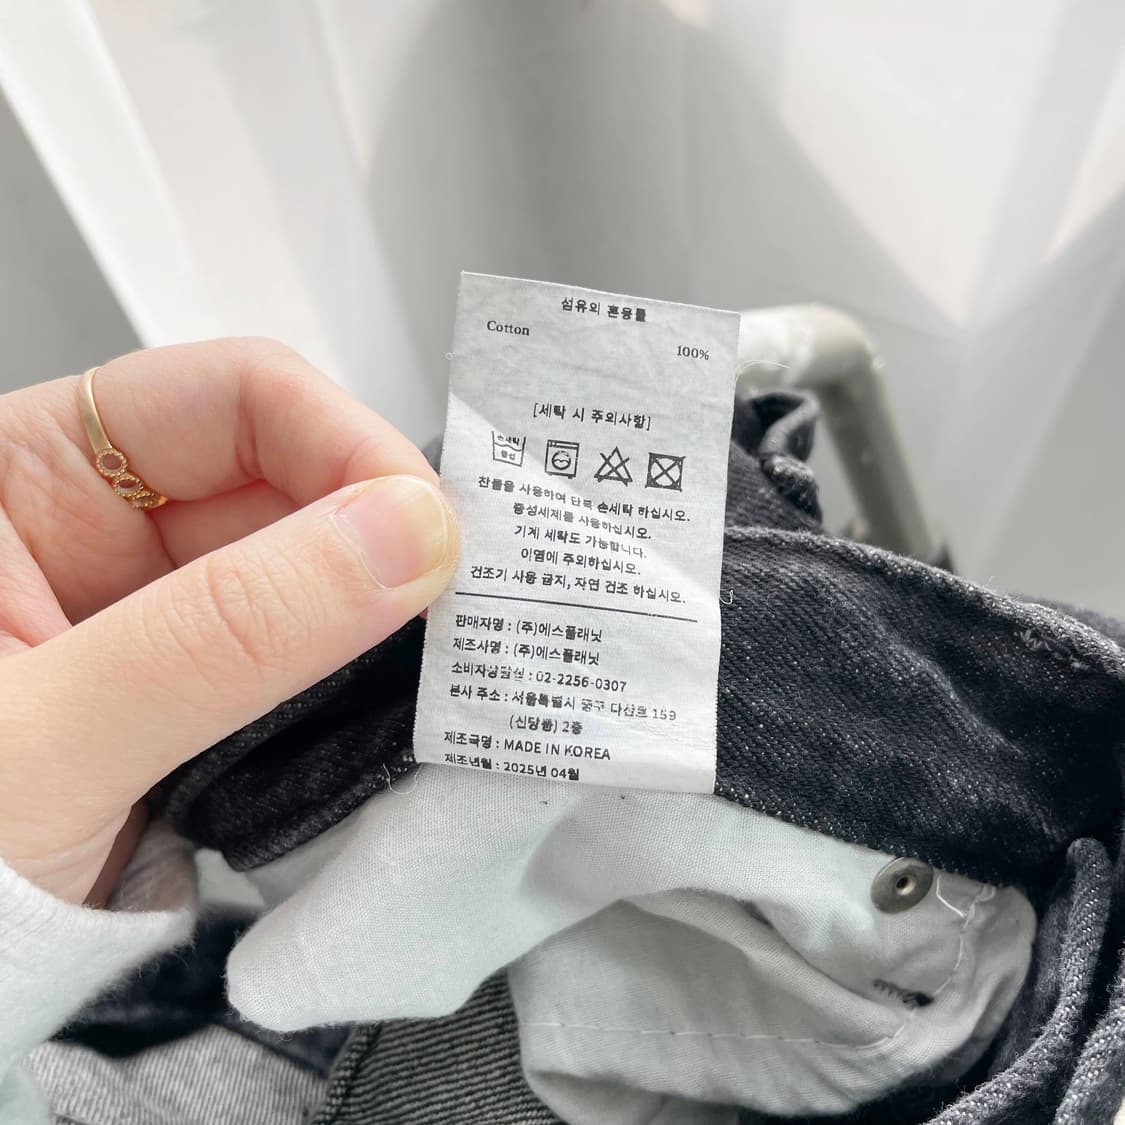 섬유의 혼용률
Cotton
100%
[세탁 시 주의사항]
손세탁
중성
찬물을 사용하여 단독 손세탁 하십시오.
중성세제를 사용하십시오.
기계 세탁도 가능합니다.
이염에 주의하십시오.
건조기 사용 금지, 자연 건조 하십시오.
판매자명 : (주)에스플래닛
제조사명 : (주)에스플래닛
소비자상담실 : 02-2256-0307
본사 주소 : 서울특별시 중구 다산로 159
(신당동) 2층
제조국명 : MADE IN KOREA
제조년월 : 2025년 04월